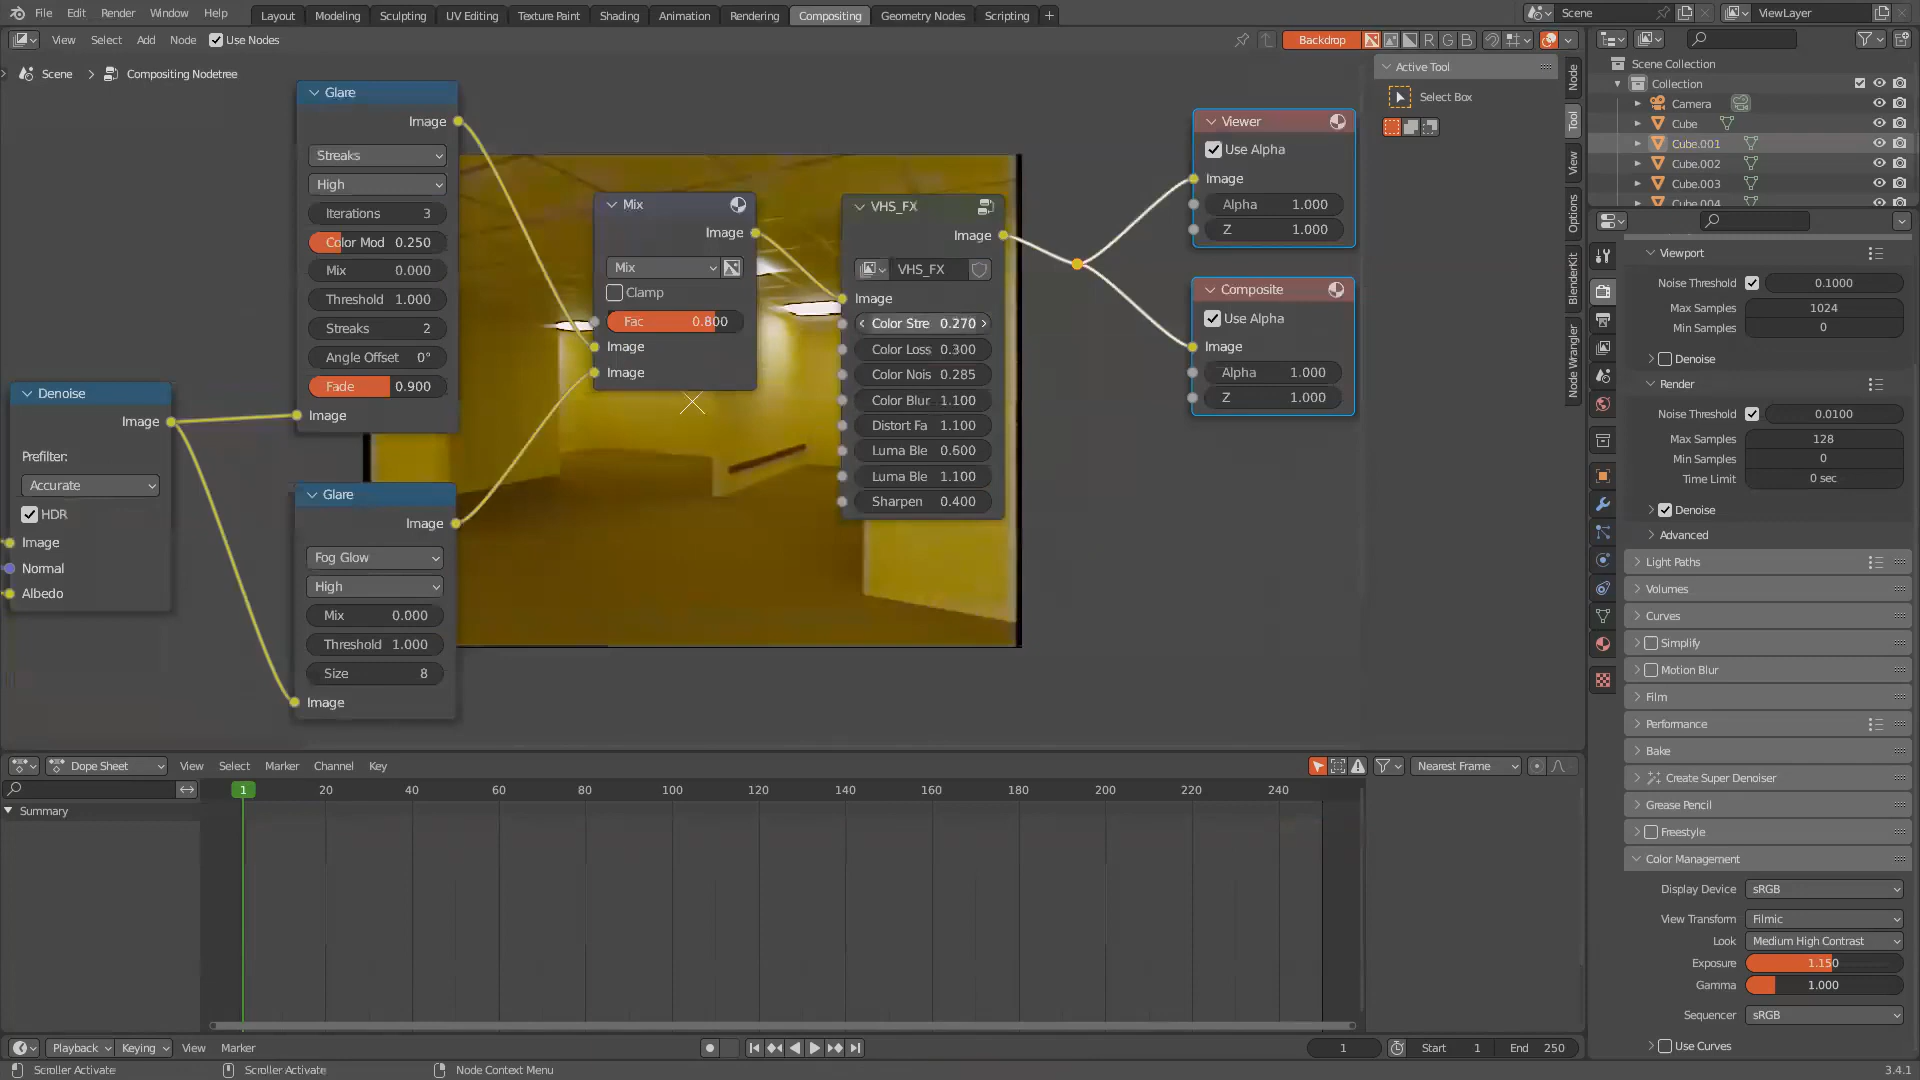 File Edit Render Window Help Layout Modeling Sculpting UV Editing Texture Paint Shading Animation Rendering Compositing Geometry Nodes Scripting + Scene ViewLayer
View Select Add Node Use Nodes Backdrop R G B
Scene > Compositing Nodetree
Glare
Image
Streaks
High
Iterations 3
Color Mod 0.250
Mix 0.000
Threshold 1.000
Streaks 2
Angle Offset 0°
Fade 0.900
Image
Denoise
Image
Prefilter:
Accurate
HDR
Image
Normal
Albedo
Glare
Image
Fog Glow
High
Mix 0.000
Threshold 1.000
Size 8
Image
Mix
Image
Mix
Clamp
Fac 0.800
Image
Image
VHS_FX
Image
VHS_FX
Image
Color Stre 0.270
Color Loss 0.300
Color Nois 0.285
Color Blur 1.100
Distort Fa 1.100
Luma Ble 0.600
Luma Ble 1.100
Sharpen 0.400
Viewer
Use Alpha
Image
Alpha 1.000
Z 1.000
Composite
Use Alpha
Image
Alpha 1.000
Z 1.000
Active Tool
Select Box
Node
Tool
View
Options
BlenderKit
Node Wrangler
Scene Collection
Collection
Camera
Cube
Cube.001
Cube.002
Cube.003
Cube.004
Viewport
Noise Threshold 0.1000
Max Samples 1024
Min Samples 0
Denoise
Render
Noise Threshold 0.0100
Max Samples 128
Min Samples 0
Time Limit 0 sec
Denoise
Advanced
Light Paths
Volumes
Curves
Simplify
Motion Blur
Film
Performance
Bake
Create Super Denoiser
Grease Pencil
Freestyle
Color Management
Display Device sRGB
View Transform Filmic
Look Medium High Contrast
Exposure 1.150
Gamma 1.000
Sequencer sRGB
Use Curves
Dope Sheet View Select Marker Channel Key Nearest Frame
1 20 40 60 80 100 120 140 160 180 200 220 240
Summary
Playback Keying View Marker 1 Start 1 End 250
Scroller Activate Scroller Activate Node Context Menu 3.4.1